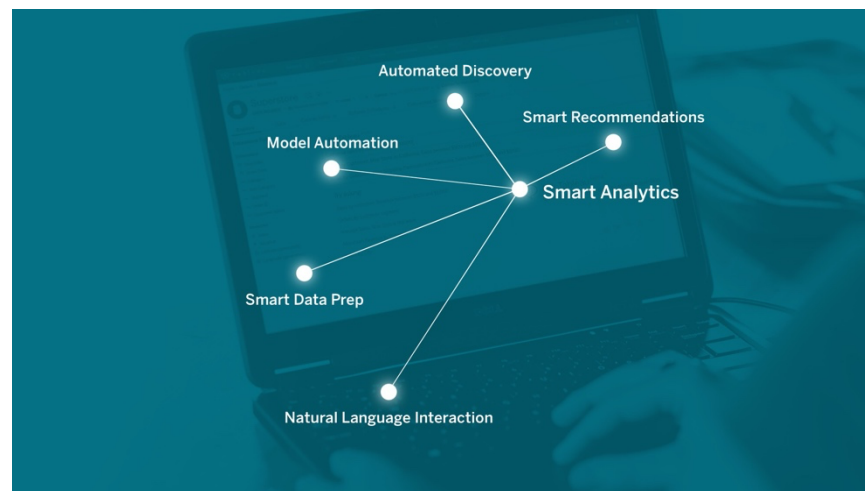 Automated Discovery
Smart Recommendations
Model Automation
Smart Analytics
Smart Data Prep
Natural Language Interaction